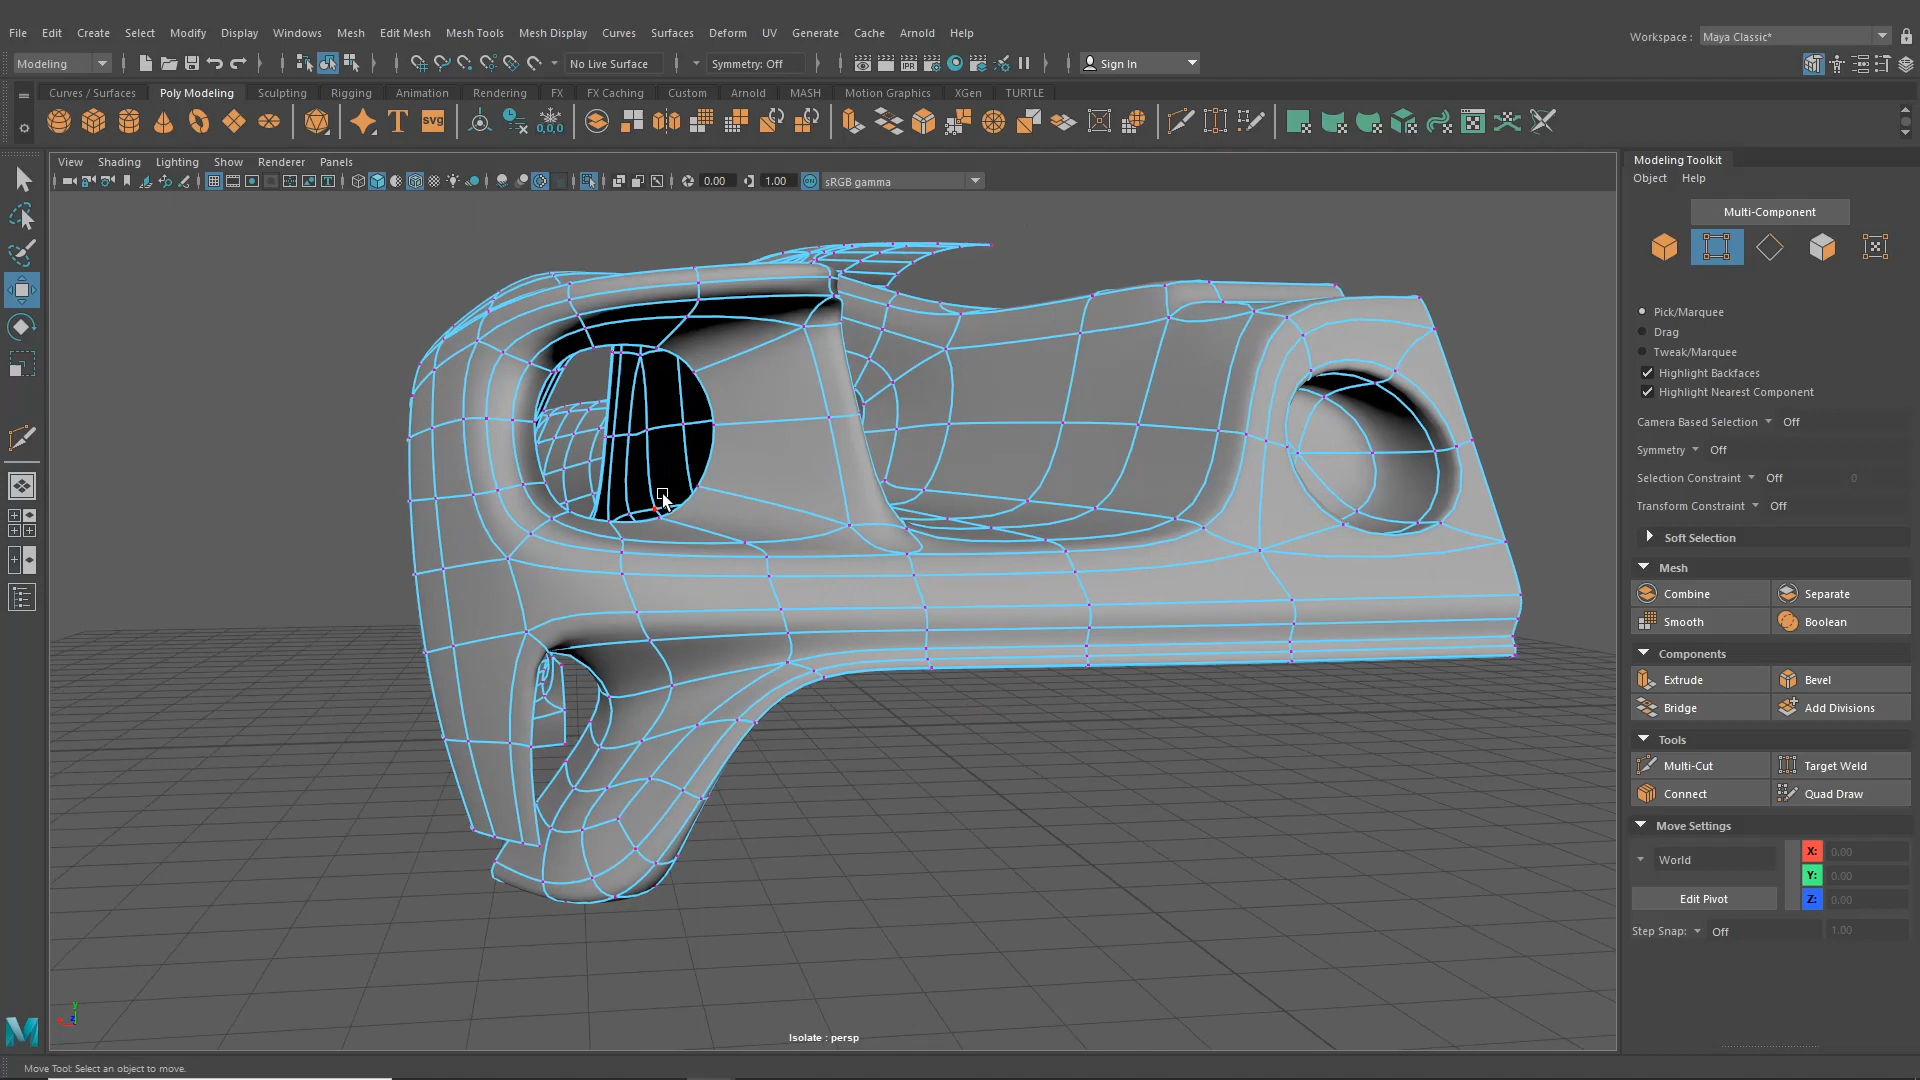 File Edit Create Select Modify Display Windows Mesh Edit Mesh Mesh Tools Mesh Display Curves Surfaces Deform UV Generate Cache Arnold Help
Workspace : Maya Classic*
Modeling No Live Surface Symmetry: Off Sign In
Curves / Surfaces Poly Modeling Sculpting Rigging Animation Rendering FX FX Caching Custom Arnold MASH Motion Graphics XGen TURTLE
T svg 0,0,0
View Shading Lighting Show Renderer Panels
0.00 1.00 ON sRGB gamma
Modeling Toolkit
Object Help
Multi-Component
Pick/Marquee
Drag
Tweak/Marquee
Highlight Backfaces
Highlight Nearest Component
Camera Based Selection Off
Symmetry Off
Selection Constraint Off 0
Transform Constraint Off
Soft Selection
Mesh
Combine Separate
Smooth Boolean
Components
Extrude Bevel
Bridge Add Divisions
Tools
Multi-Cut Target Weld
Connect Quad Draw
Move Settings
World X: 0.00
Y: 0.00
Edit Pivot Z: 0.00
Step Snap: Off 1.00
y
z
Isolate : persp
M
Move Tool: Select an object to move.